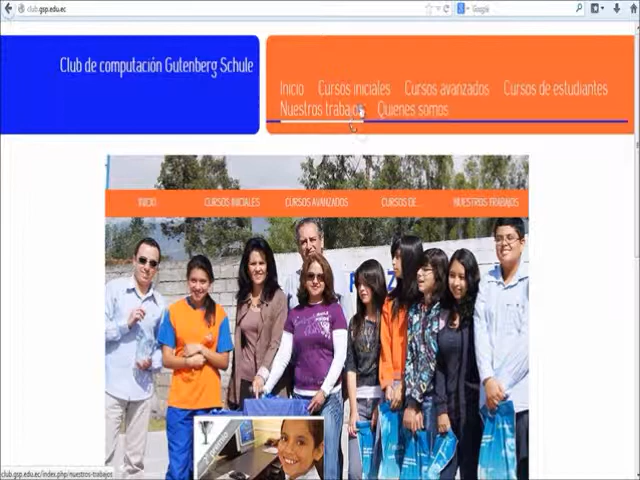 club.gsp.edu.ec
Google
Club de computación Gutenberg Schule
Inicio Cursos iniciales Cursos avanzados Cursos de estudiantes
Nuestros trabajos Quienes somos
INICIO CURSOS INICIALES CURSOS AVANZADOS CURSOS DE... NUESTROS TRABAJOS
club.gsp.edu.ec/index.php/nuestros-trabajos